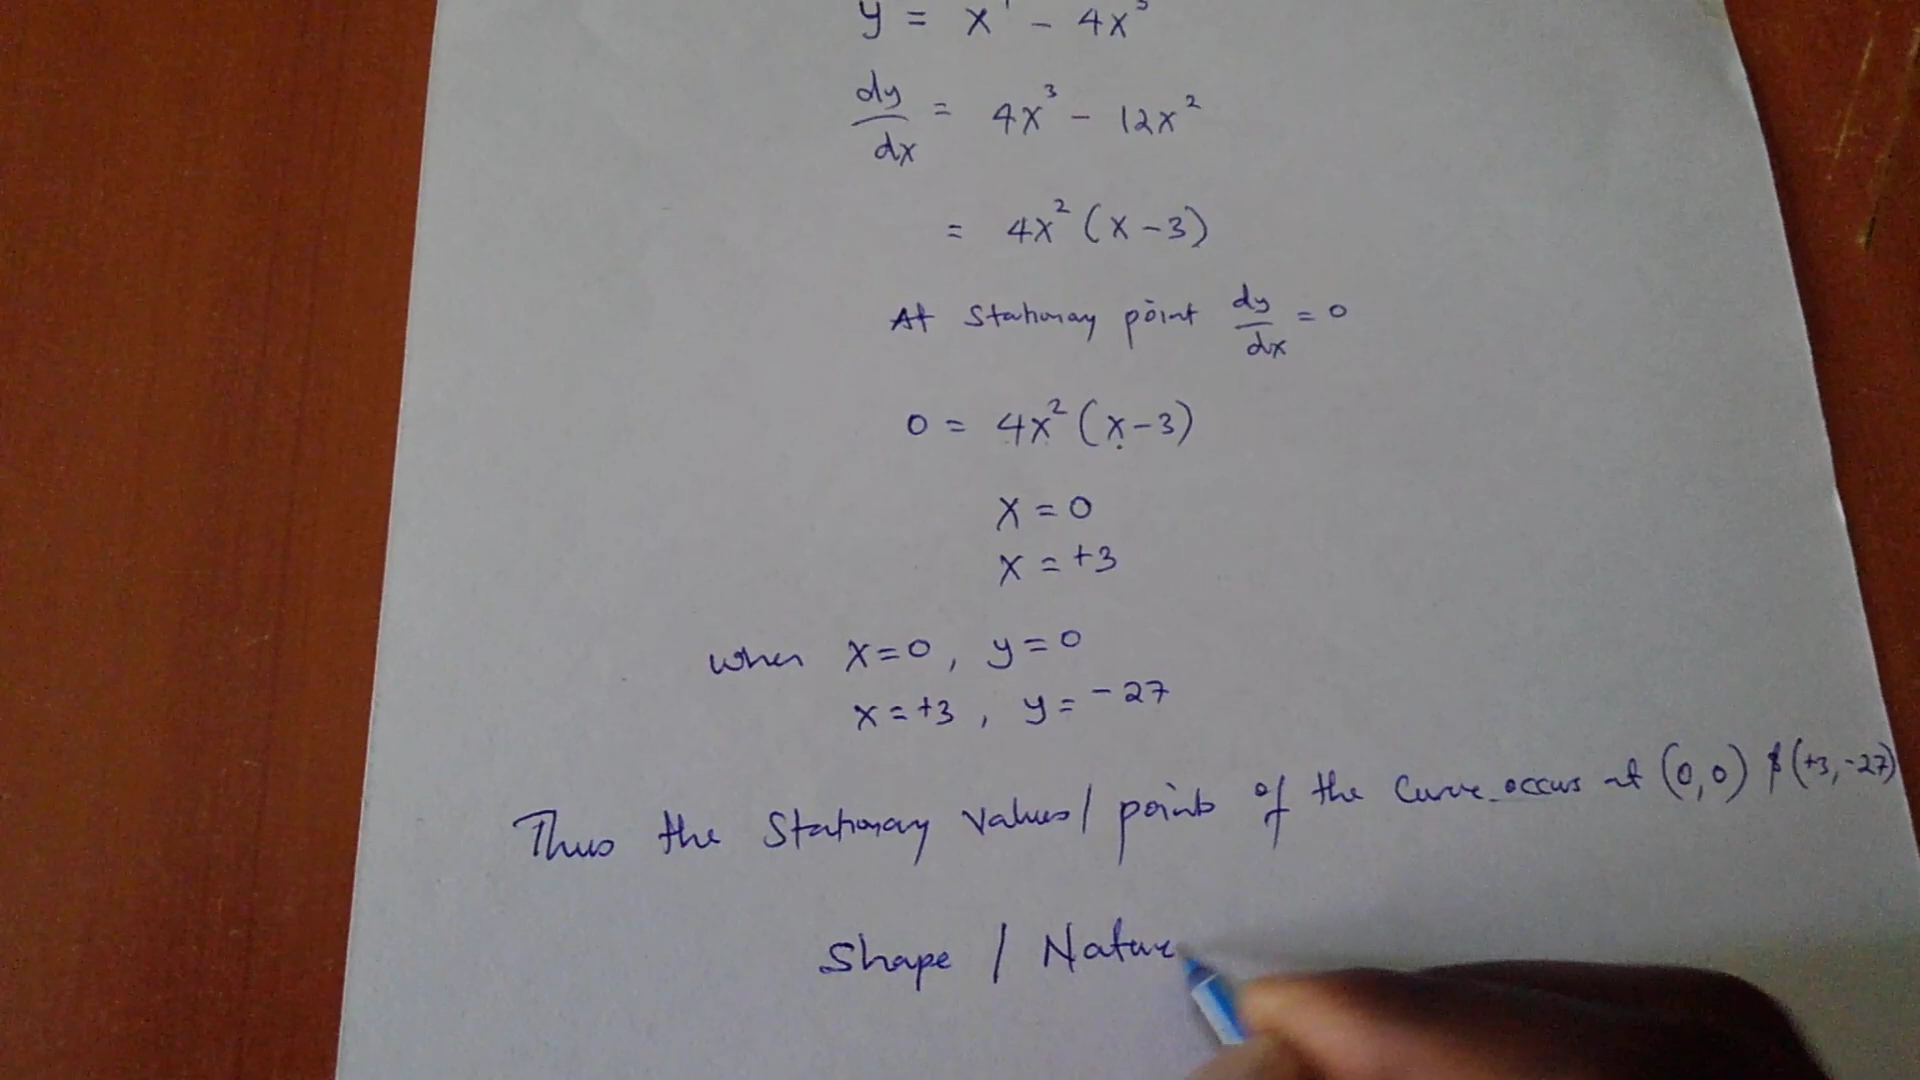 y = x⁴ - 4x³
dy/dx = 4x³ - 12x²
= 4x² (x - 3)
At Stationary point dy/dx = 0
0 = 4x² (x - 3)
x = 0
x = +3
when x = 0, y = 0
x = +3, y = -27
Thus the Stationary values/ points of the Curve occurs at (0,0) & (+3,-27)
Shape / Nature